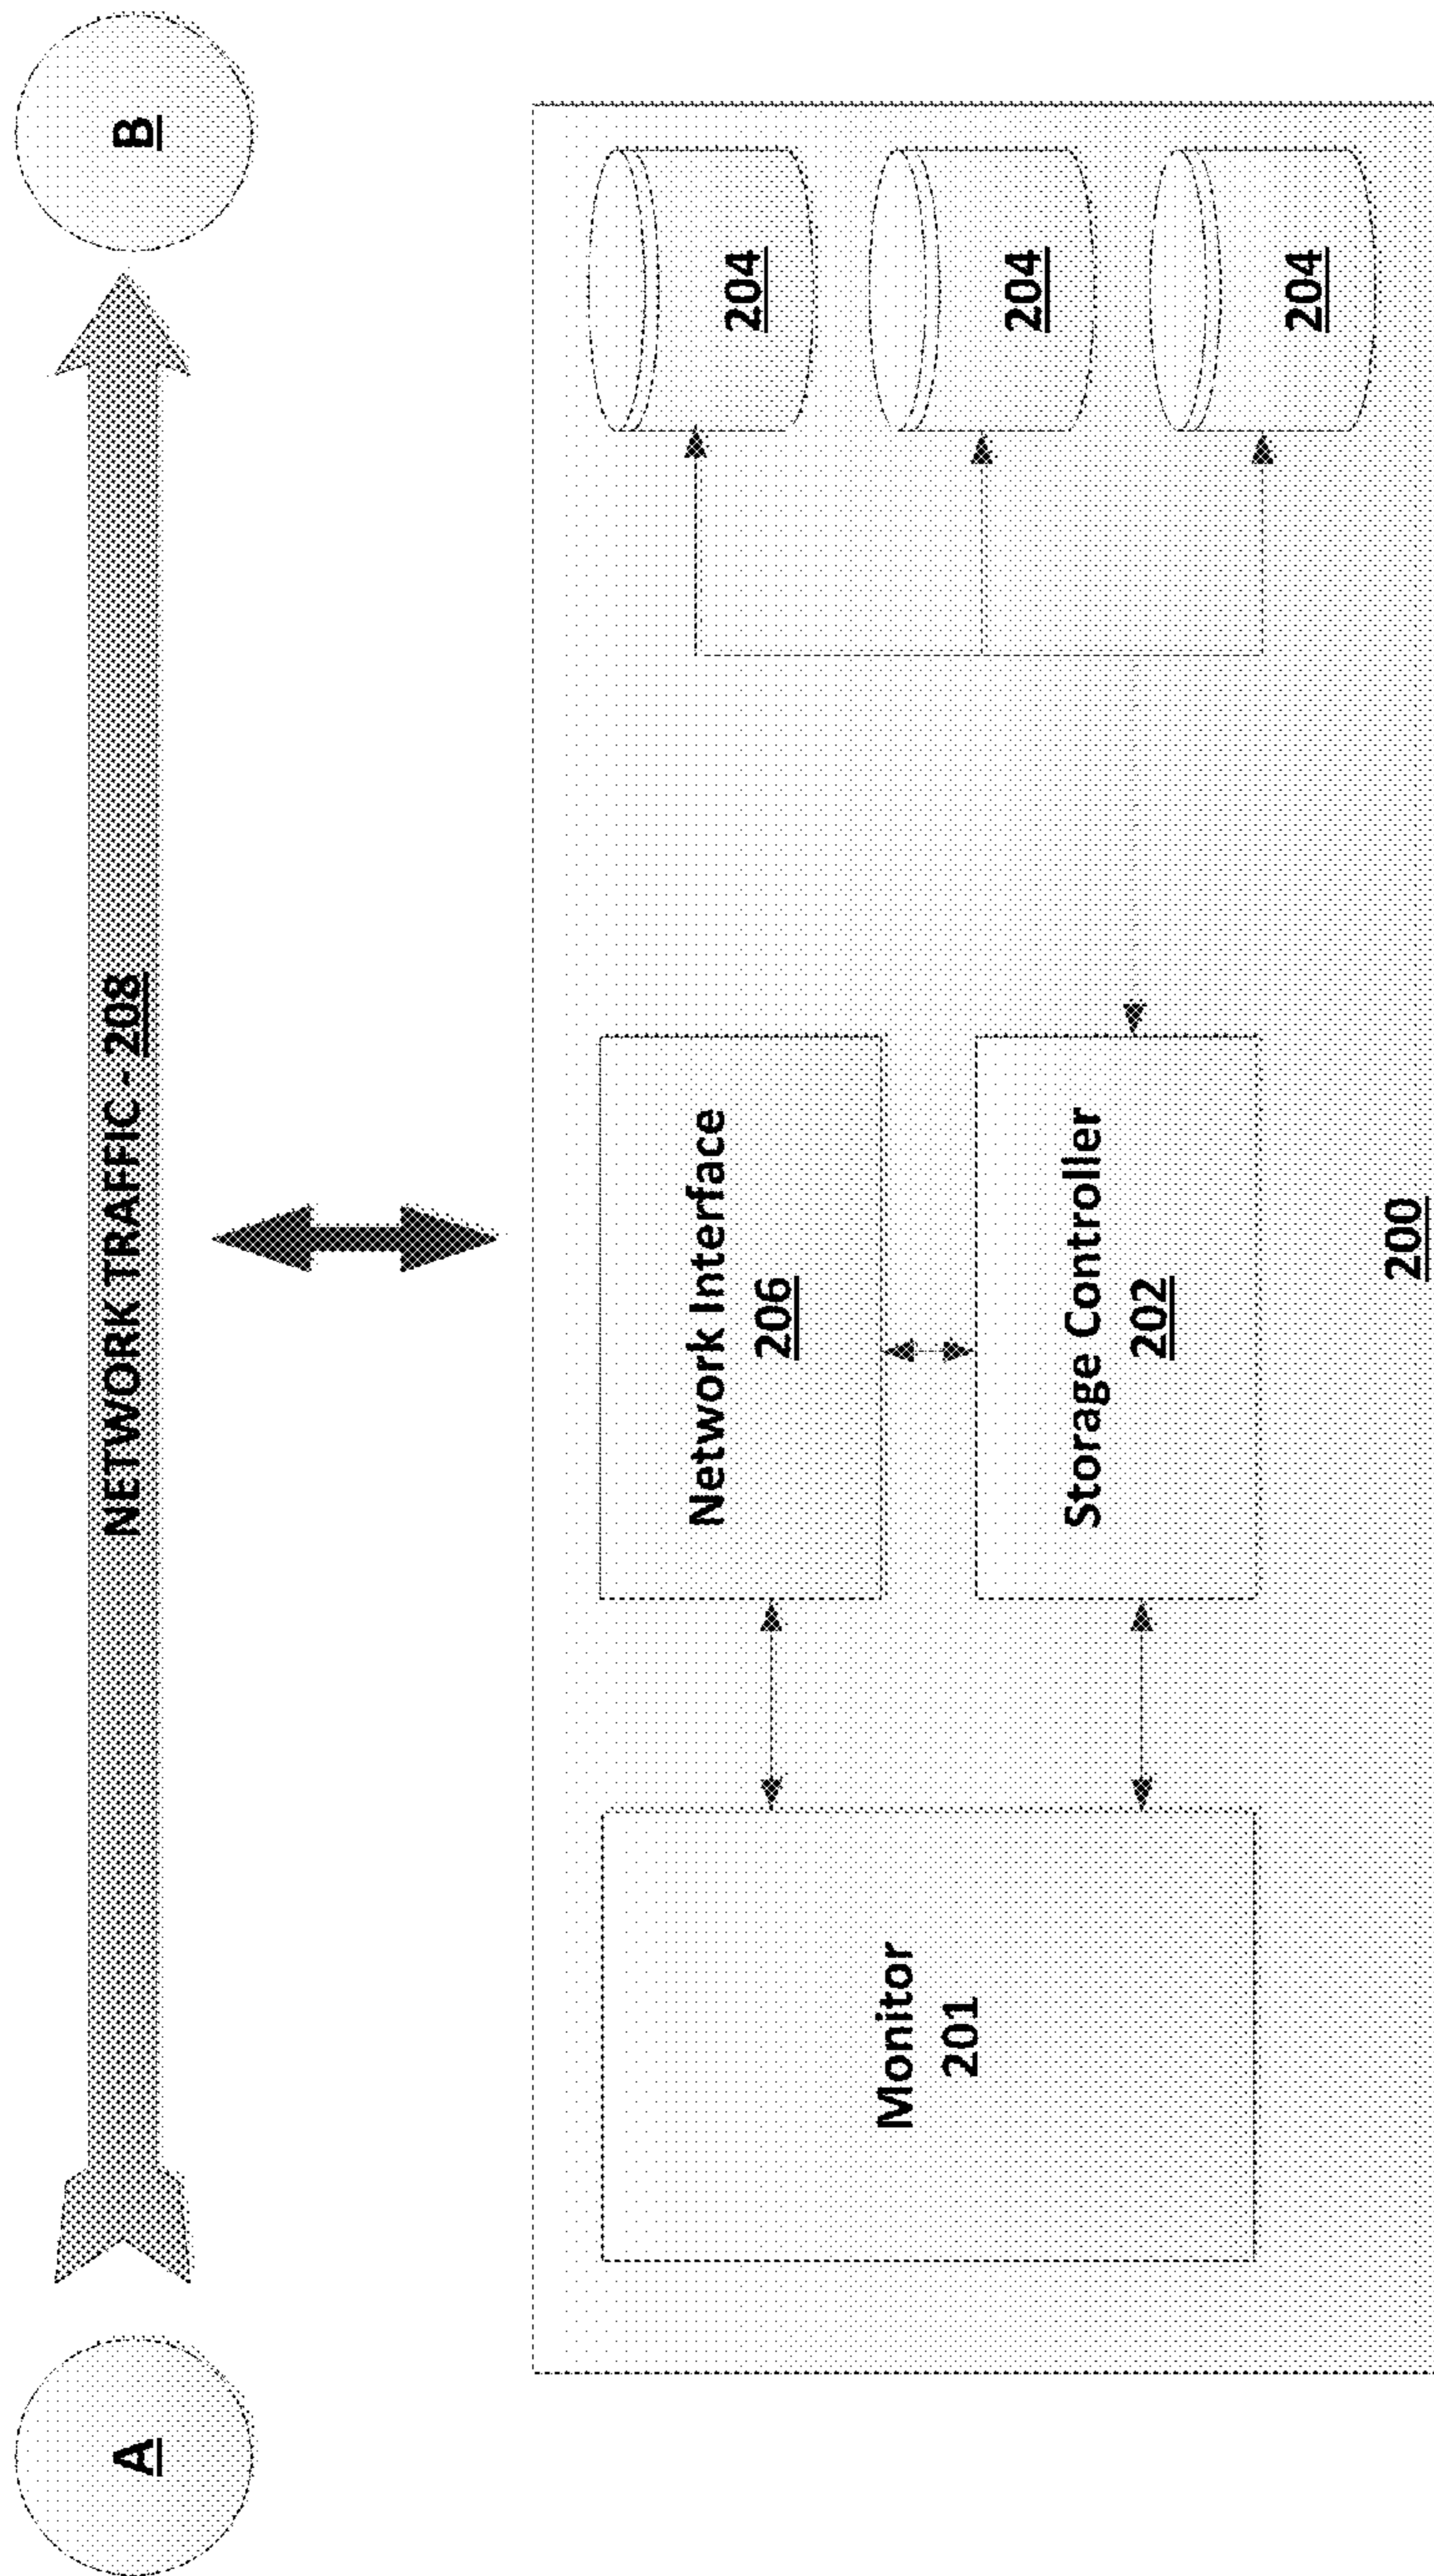 A
NETWORK TRAFFIC - 208
B
Monitor
201
Network Interface
206
Storage Controller
202
204
204
204
200